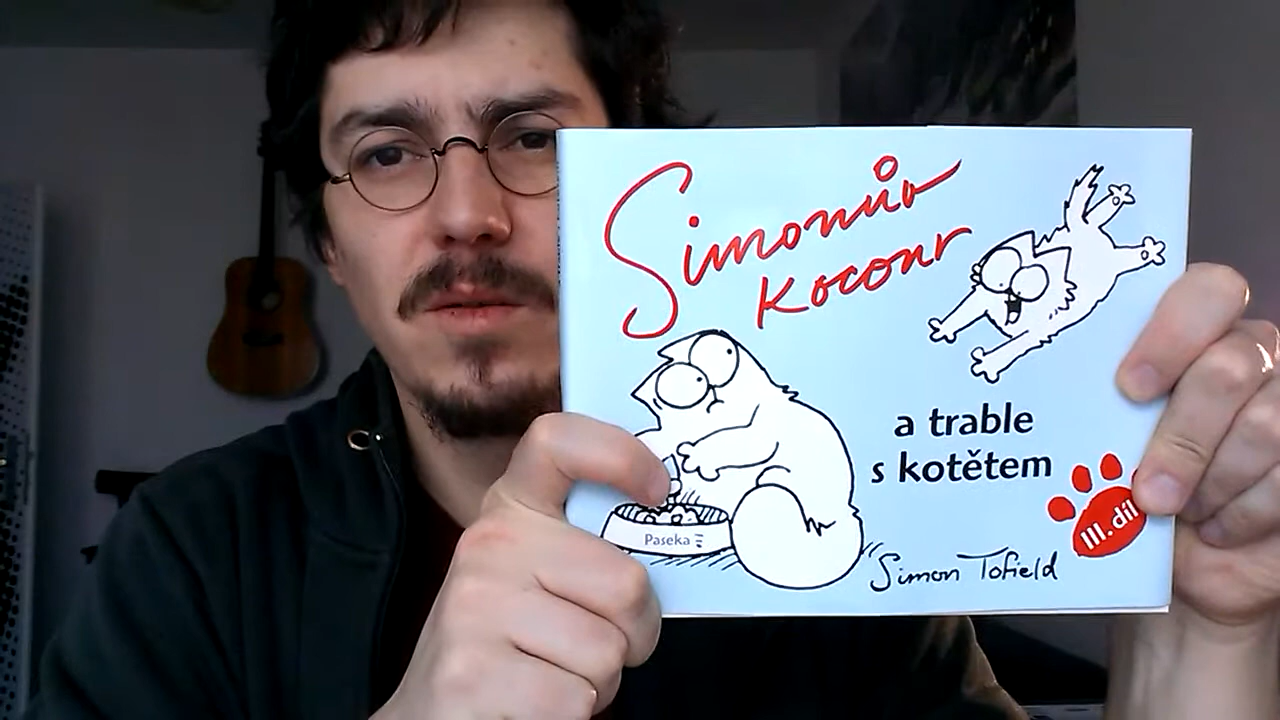 Simonův
Kocour
a trable
s kotětem
III. díl
Paseka
Simon Tofield